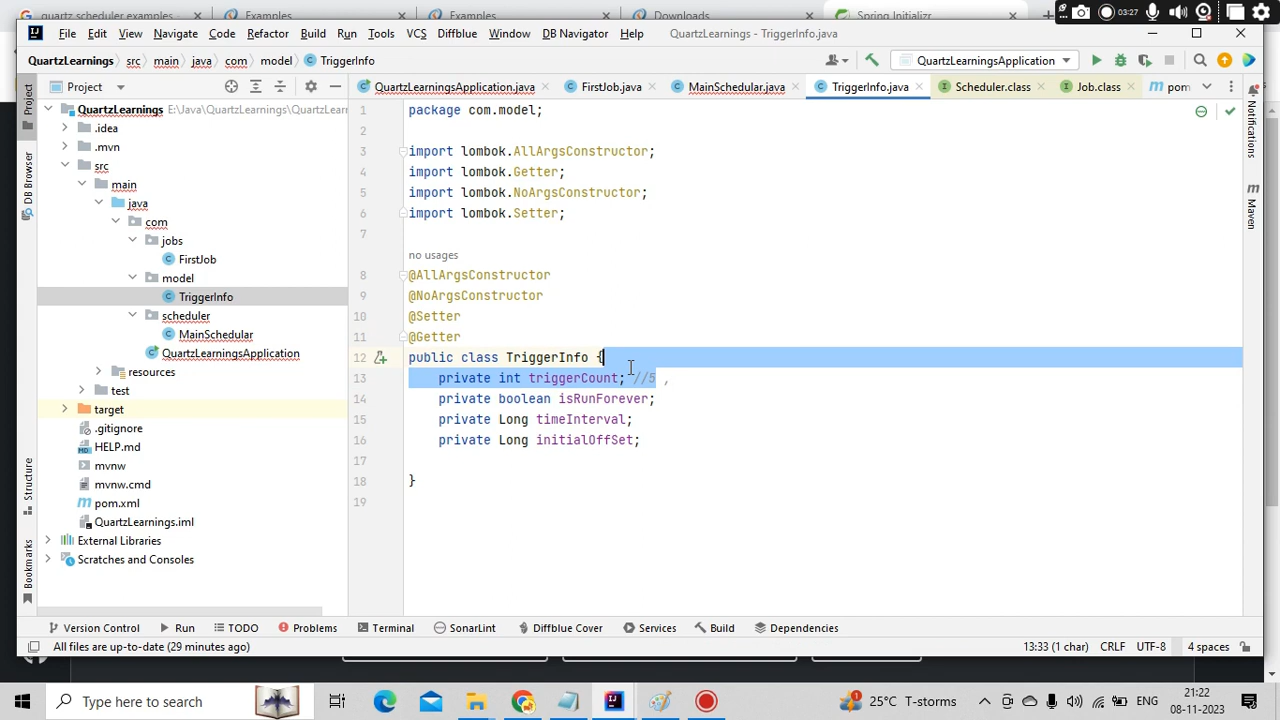 quartz scheduler examples
Examples
Examples
Downloads
Spring Initializr
03:27
File Edit View Navigate Code Refactor Build Run Tools VCS Diffblue Window DB Navigator Help QuartzLearnings - TriggerInfo.java
QuartzLearnings src main java com model TriggerInfo
QuartzLearningsApplication
Project
QuartzLearningsApplication.java FirstJob.java MainSchedular.java TriggerInfo.java Scheduler.class Job.class pom
QuartzLearnings E:\Java\QuartzLearnings\QuartzLearnings
.idea
.mvn
src
main
java
com
jobs
FirstJob
model
TriggerInfo
scheduler
MainSchedular
QuartzLearningsApplication
resources
test
target
.gitignore
HELP.md
mvnw
mvnw.cmd
pom.xml
QuartzLearnings.iml
External Libraries
Scratches and Consoles
Project
DB Browser
Structure
Bookmarks
1 package com.model;
2
3 import lombok.AllArgsConstructor;
4 import lombok.Getter;
5 import lombok.NoArgsConstructor;
6 import lombok.Setter;
7
no usages
8 @AllArgsConstructor
9 @NoArgsConstructor
10 @Setter
11 @Getter
12 public class TriggerInfo {
13 private int triggerCount; //5 ,
14 private boolean isRunForever;
15 private Long timeInterval;
16 private Long initialOffSet;
17
18 }
19
Notifications
Maven
Version Control Run TODO Problems Terminal SonarLint Diffblue Cover Services Build Dependencies
All files are up-to-date (29 minutes ago) 13:33 (1 char) CRLF UTF-8 4 spaces
Type here to search
1
25°C T-storms
ENG
21:22
08-11-2023